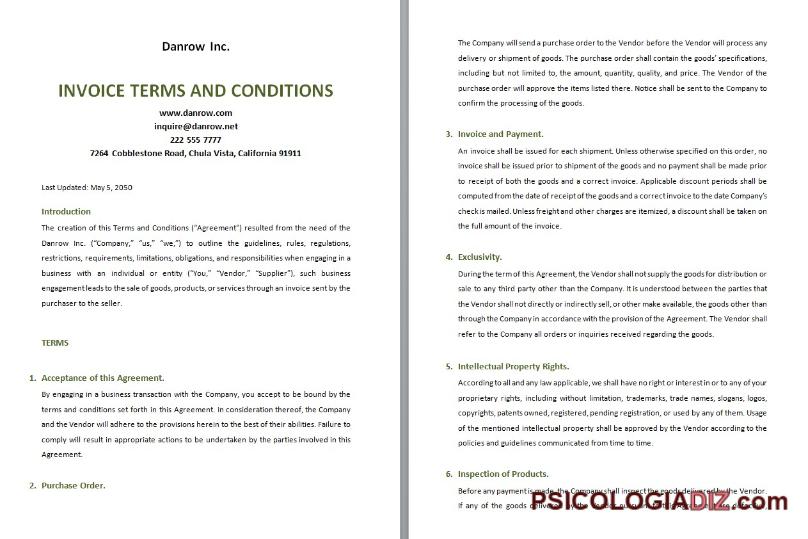 Danrow Inc.
INVOICE TERMS AND CONDITIONS
www.danrow.com
inquire@danrow.net
222 555 7777
7264 Cobblestone Road, Chula Vista, California 91911
Last Updated: May 5, 2050
Introduction
The creation of this Terms and Conditions (“Agreement”) resulted from the need of the
Danrow Inc. (“Company,” “us,” “we,”) to outline the guidelines, rules, regulations,
restrictions, requirements, limitations, obligations, and responsibilities when engaging in a
business with an individual or entity (“You,” “Vendor,” “Supplier”), such business
engagement leads to the sale of goods, products, or services through an invoice sent by the
purchaser to the seller.
TERMS
1. Acceptance of this Agreement.
By engaging in a business transaction with the Company, you accept to be bound by the
terms and conditions set forth in this Agreement. In consideration thereof, the Company
and the Vendor will adhere to the provisions herein to the best of their abilities. Failure to
comply will result in appropriate actions to be undertaken by the parties involved in this
Agreement.
2. Purchase Order.
The Company will send a purchase order to the Vendor before the Vendor will process any
delivery or shipment of goods. The purchase order shall contain the goods’ specifications,
including but not limited to, the amount, quantity, quality, and price. The Vendor of the
purchase order will approve the items listed there. Notice shall be sent to the Company to
confirm the processing of the goods.
3. Invoice and Payment.
An invoice shall be issued for each shipment. Unless otherwise specified on this order, no
invoice shall be issued prior to shipment of the goods and no payment shall be made prior
to receipt of both the goods and a correct invoice. Applicable discount periods shall be
computed from the date of receipt of the goods and a correct invoice to the date Company’s
check is mailed. Unless freight and other charges are itemized, a discount shall be taken on
the full amount of the invoice.
4. Exclusivity.
During the term of this Agreement, the Vendor shall not supply the goods for distribution or
sale to any third party other than the Company. It is understood between the parties that
the Vendor shall not directly or indirectly sell, or other make available, the goods other than
through the Company in accordance with the provision of the Agreement. The Vendor shall
refer to the Company all orders or inquiries received regarding the goods.
5. Intellectual Property Rights.
According to all and any law applicable, we shall have no right or interest in or to any of your
proprietary rights, including without limitation, trademarks, trade names, slogans, logos,
copyrights, patents owned, registered, pending registration, or used by any of them. Usage
of the mentioned intellectual property shall be approved by the Vendor according to the
policies and guidelines communicated from time to time.
6. Inspection of Products.
Before any payment is made, the Company shall inspect the goods delivered by the Vendor.
If any of the goods delivered by the Vendor
PSICOLOGIADIZ.com